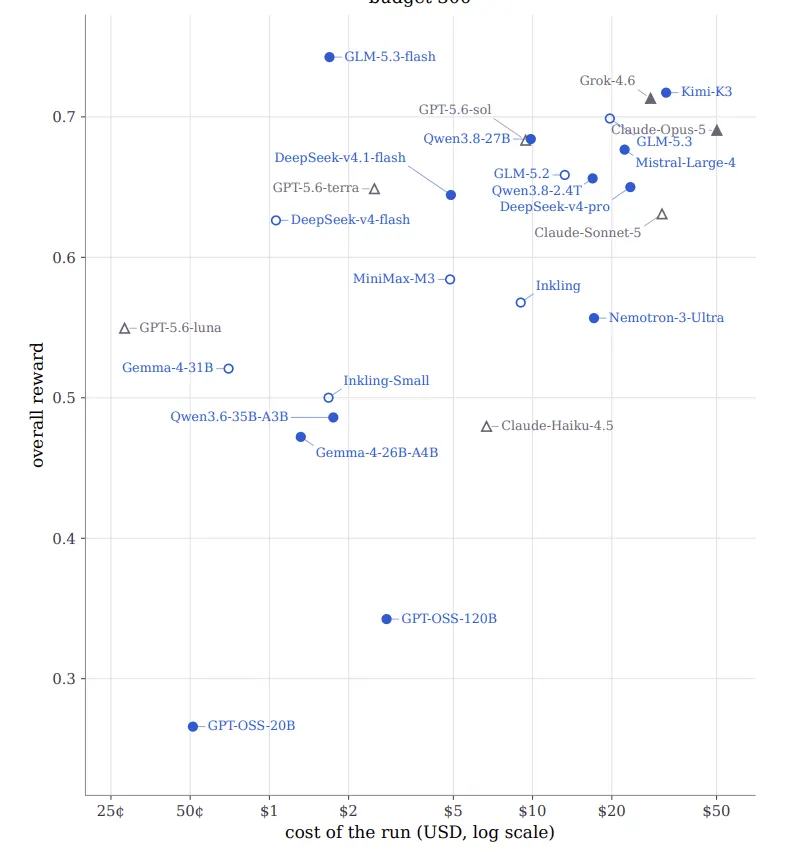 budget 300
GLM-5.3-flash
Grok-4.6
Kimi-K3
GPT-5.6-sol
0.7
Claude-Opus-5
Qwen3.8-27B
GLM-5.3
DeepSeek-v4.1-flash
Mistral-Large-4
GLM-5.2
GPT-5.6-terra
Qwen3.8-2.4T
DeepSeek-v4-pro
DeepSeek-v4-flash
Claude-Sonnet-5
0.6
MiniMax-M3
Inkling
Nemotron-3-Ultra
GPT-5.6-luna
Gemma-4-31B
Inkling-Small
0.5
Qwen3.6-35B-A3B
Claude-Haiku-4.5
overall reward
Gemma-4-26B-A4B
0.4
GPT-OSS-120B
0.3
GPT-OSS-20B
25¢ 50¢ $1 $2 $5 $10 $20 $50
cost of the run (USD, log scale)